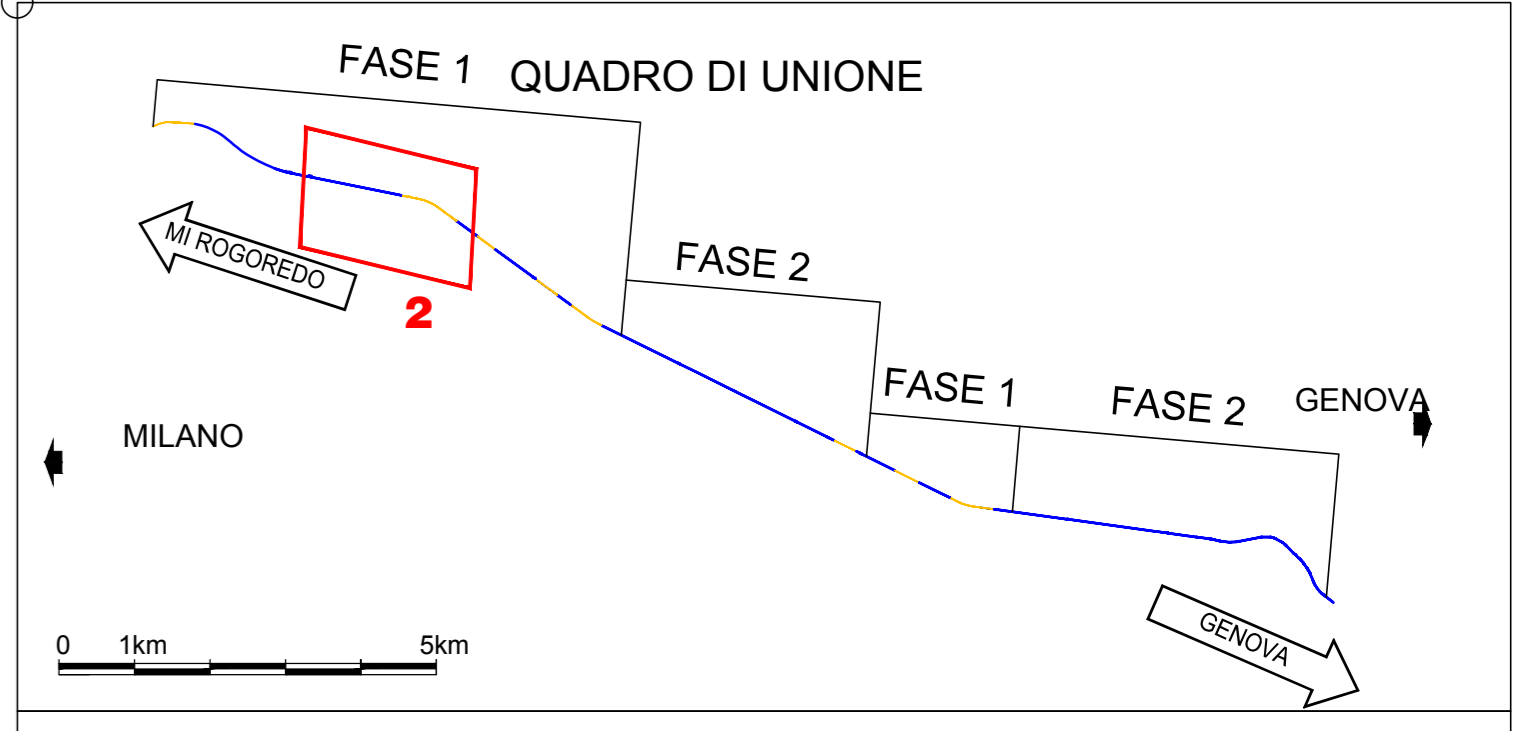 FASE 1
QUADRO DI UNIONE
MI ROGOREDO
2
FASE 2
FASE 1
FASE 2
GENOVA
MILANO
GENOVA
0 1km 5km